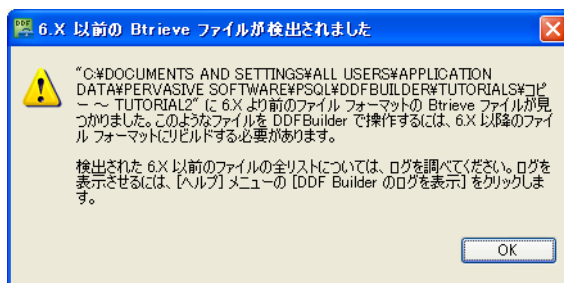 DDF
6.X 以前の Btrieve ファイルが検出されました
"C:¥DOCUMENTS AND SETTINGS¥ALL USERS¥APPLICATION
DATA¥PERVASIVE SOFTWARE¥PSQL¥DDFBUILDER¥TUTORIALS¥コピ
ー ～ TUTORIAL2" に 6.X より前のファイル フォーマットの Btrieve ファイルが見
つかりました。このようなファイルを DDFBuilder で操作するには、6.X 以降のファイ
ル フォーマットにリビルドする必要があります。
検出された 6.X 以前のファイルの全リストについては、ログを調べてください。ログを
表示させるには、[ヘルプ] メニューの [DDF Builder のログを表示] をクリックしま
す。
OK